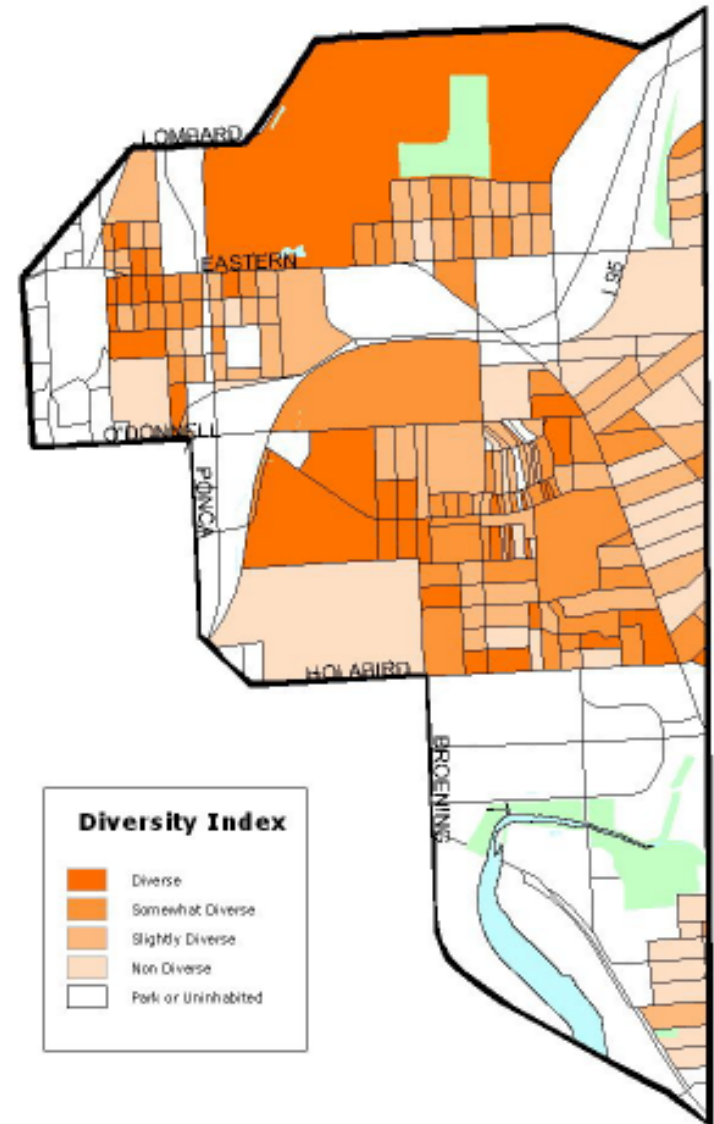 LOMBARD
EASTERN
I 95
O'DONNELL
PONCA
HOLABIRD
BROENING
Diversity Index
Diverse
Somewhat Diverse
Slightly Diverse
Non Diverse
Park or Uninhabited